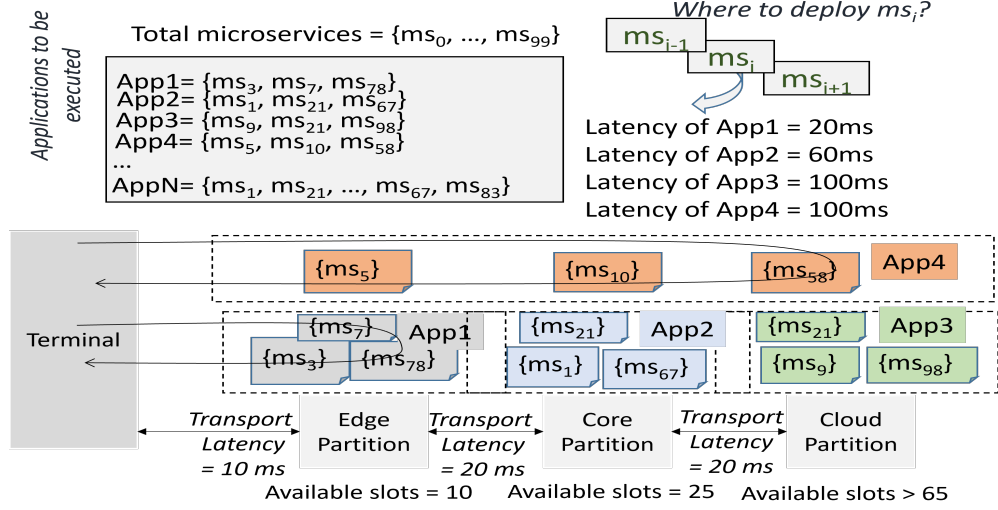 Applications to be
executed
Total microservices = {ms0, ..., ms99}
App1= {ms3, ms7, ms78}
App2= {ms1, ms21, ms67}
App3= {ms9, ms21, ms98}
App4= {ms5, ms10, ms58}
...
AppN= {ms1, ms21, ..., ms67, ms83}
Where to deploy msi?
msi-1
msi
msi+1
Latency of App1 = 20ms
Latency of App2 = 60ms
Latency of App3 = 100ms
Latency of App4 = 100ms
Terminal
{ms5}
{ms10}
{ms58}
App4
{ms7}
App1
{ms3}
{ms78}
{ms21}
App2
{ms1}
{ms67}
{ms21}
App3
{ms9}
{ms98}
Transport
Latency
= 10 ms
Edge
Partition
Transport
Latency
= 20 ms
Core
Partition
Transport
Latency
= 20 ms
Cloud
Partition
Available slots = 10
Available slots = 25
Available slots > 65